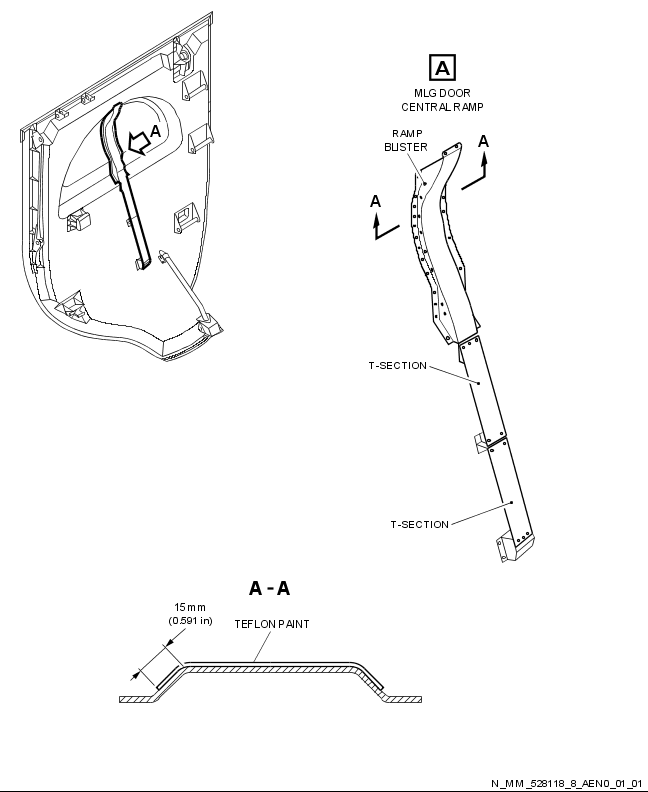 A
A
MLG DOOR
CENTRAL RAMP
RAMP
BLISTER
A
A
T-SECTION
T-SECTION
A - A
15 mm
(0.591 in)
TEFLON PAINT
N_MM_528118_8_AEN0_01_01